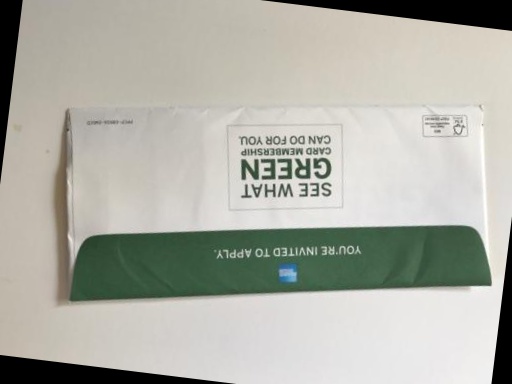 YOU'RE INVITED TO APPLY.
SEE WHAT
GREEN
CARD MEMBERSHIP
CAN DO FOR YOU.